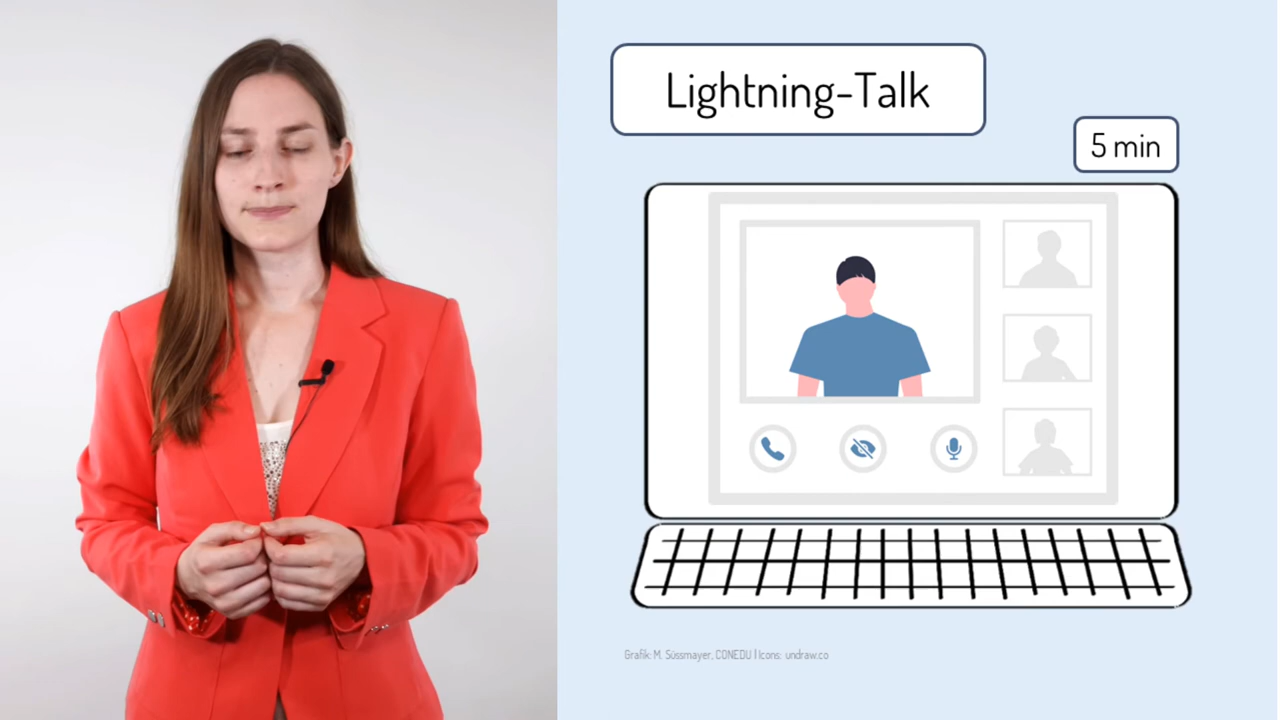 Lightning-Talk
5 min
Grafik: M. Süssmayer, CONEDU | Icons: undraw.co